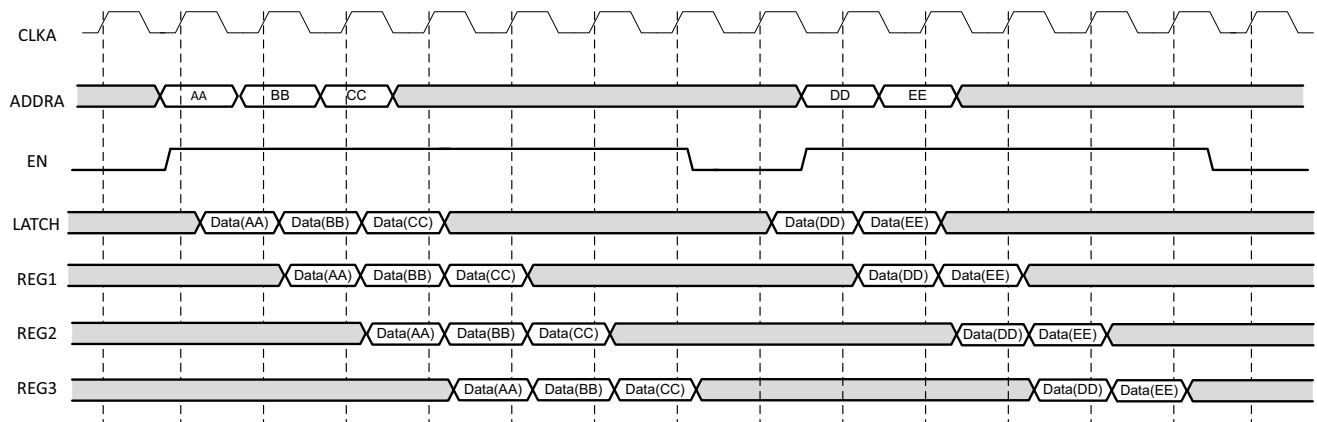 CLKA
ADDRA AA BB CC DD EE
EN
LATCH Data(AA) Data(BB) Data(CC) Data(DD) Data(EE)
REG1 Data(AA) Data(BB) Data(CC) Data(DD) Data(EE)
REG2 Data(AA) Data(BB) Data(CC) Data(DD) Data(EE)
REG3 Data(AA) Data(BB) Data(CC) Data(DD) Data(EE)